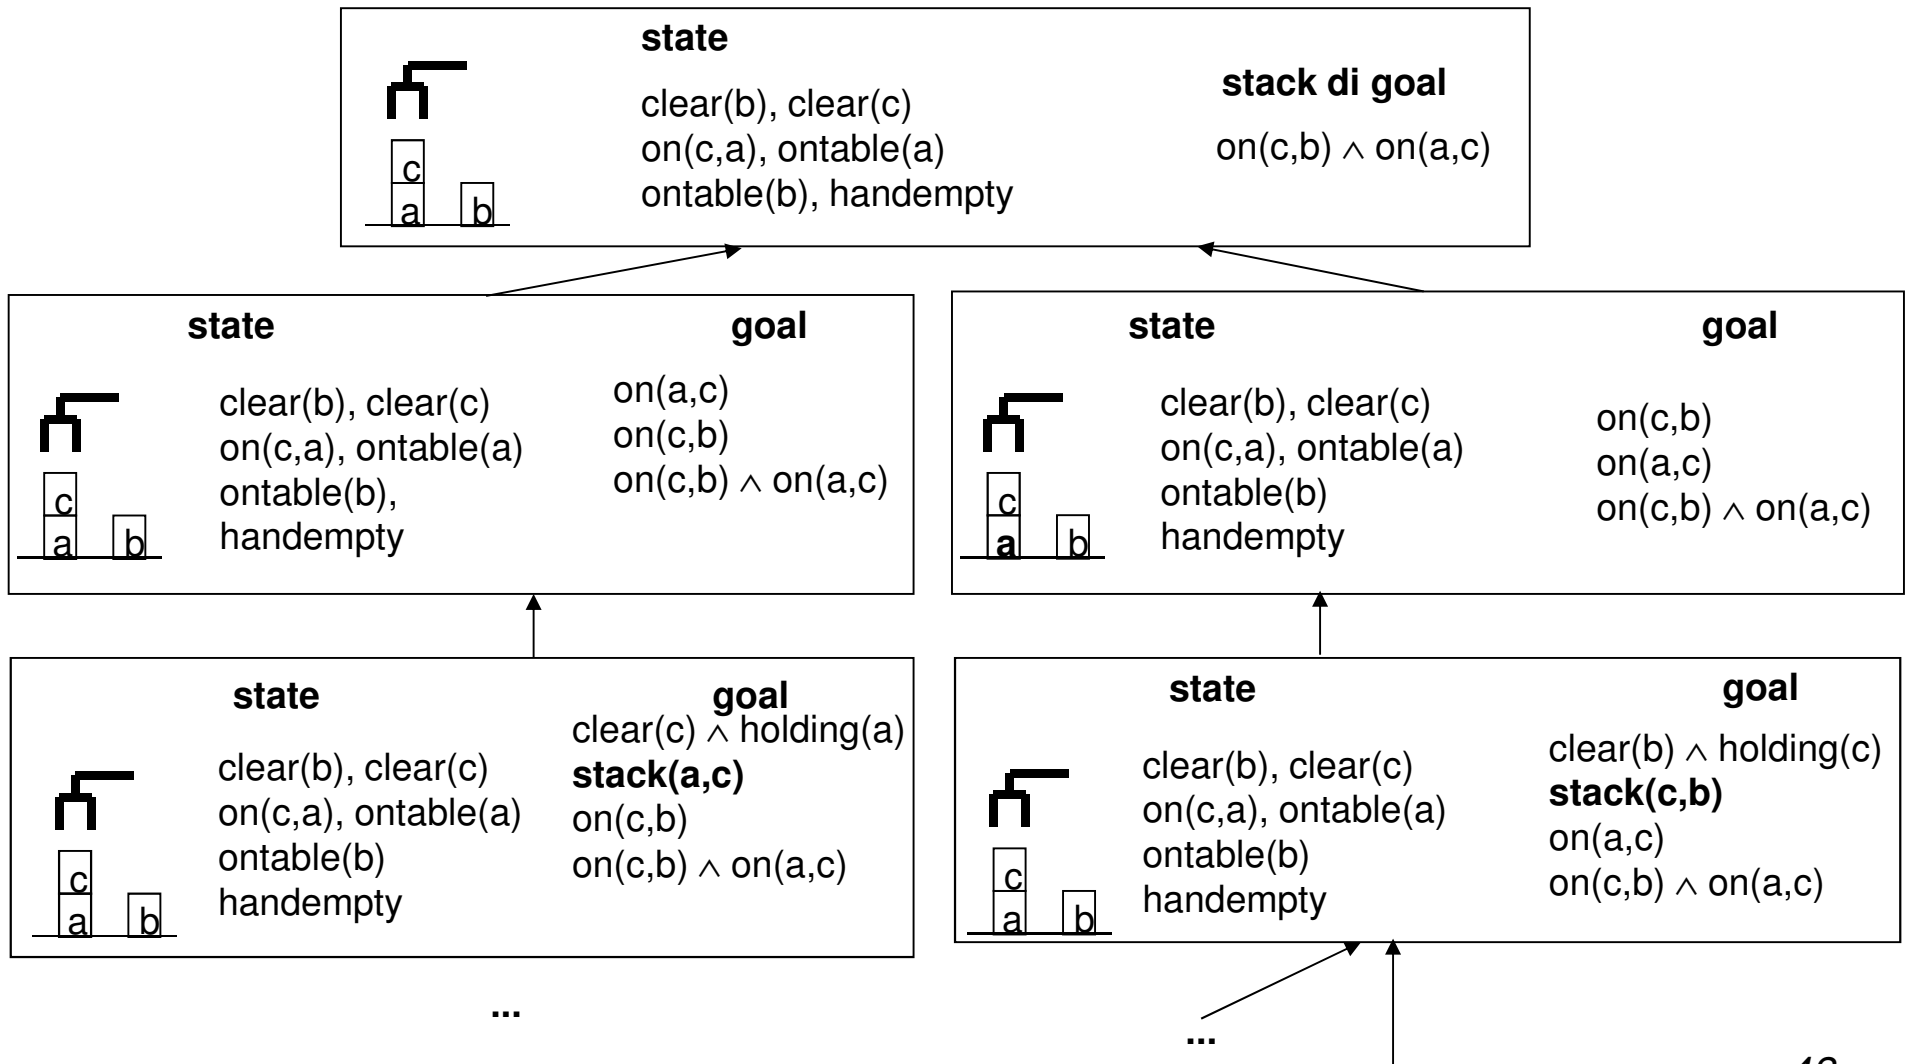 state
stack di goal
clear(b), clear(c)
on(c,a), ontable(a)
ontable(b), handempty
on(c,b) ∧ on(a,c)
c
a b
state goal
clear(b), clear(c)
on(c,a), ontable(a)
ontable(b),
handempty
on(a,c)
on(c,b)
on(c,b) ∧ on(a,c)
c
a b
state goal
clear(b), clear(c)
on(c,a), ontable(a)
ontable(b)
handempty
on(c,b)
on(a,c)
on(c,b) ∧ on(a,c)
c
a b
state goal
clear(b), clear(c)
on(c,a), ontable(a)
ontable(b)
handempty
clear(c) ∧ holding(a)
stack(a,c)
on(c,b)
on(c,b) ∧ on(a,c)
c
a b
state goal
clear(b), clear(c)
on(c,a), ontable(a)
ontable(b)
handempty
clear(b) ∧ holding(c)
stack(c,b)
on(a,c)
on(c,b) ∧ on(a,c)
c
a b
...
...